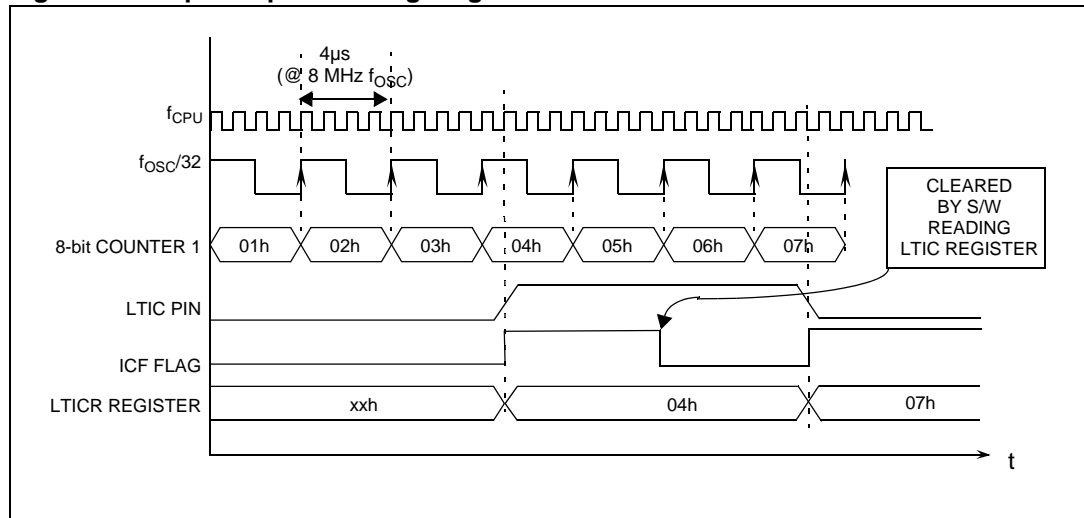 4µs
(@ 8 MHz fOSC)
fCPU
fOSC/32
CLEARED
BY S/W
READING
LTIC REGISTER
8-bit COUNTER 1
01h 02h 03h 04h 05h 06h 07h
LTIC PIN
ICF FLAG
LTICR REGISTER
xxh 04h 07h
t